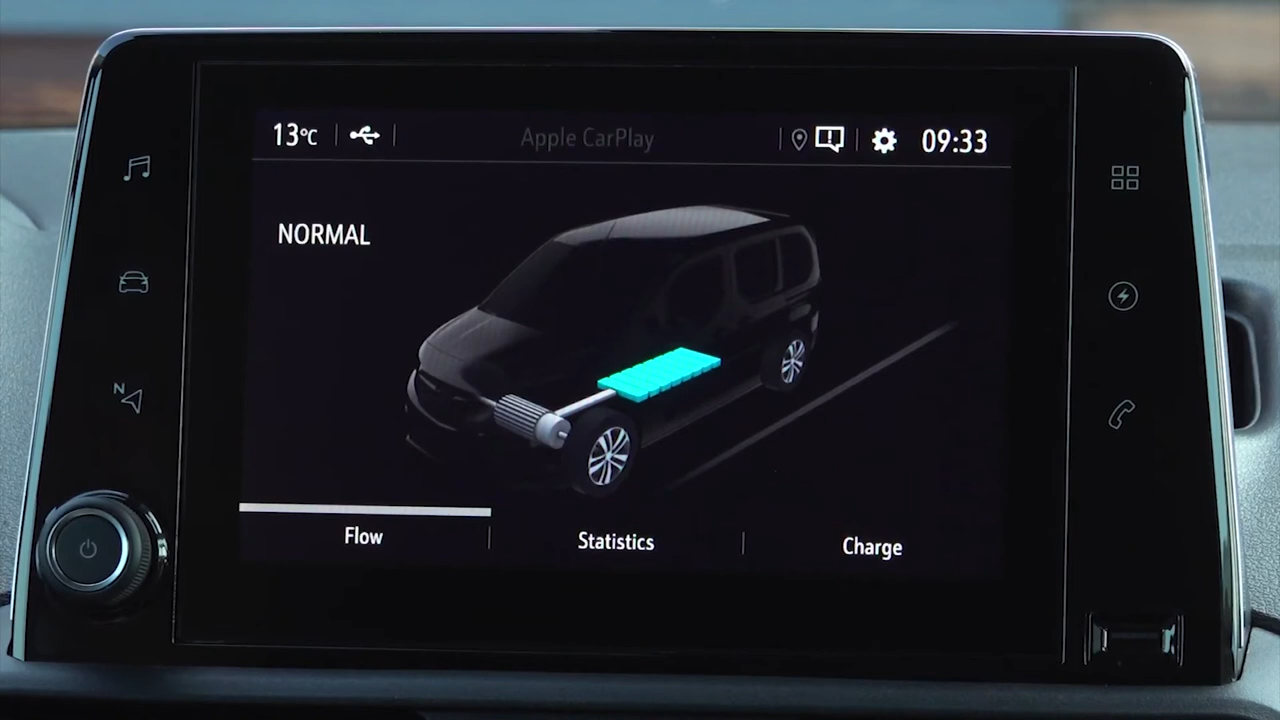 13°C
Apple CarPlay
09:33
NORMAL
N
Flow
Statistics
Charge